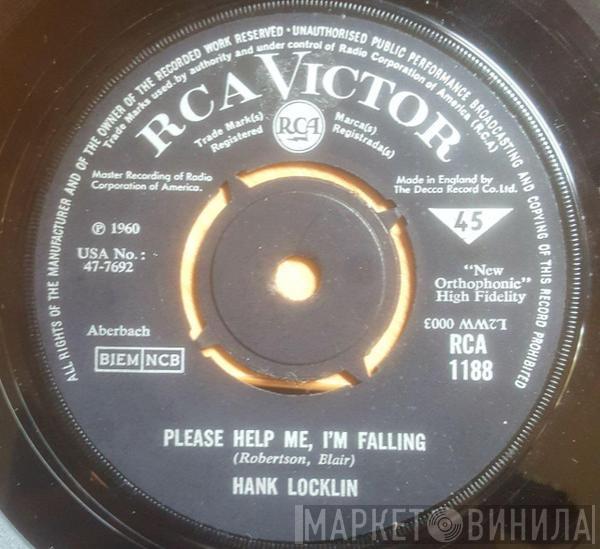 ALL RIGHTS OF THE MANUFACTURER AND OF THE OWNER OF THE RECORDED WORK RESERVED • UNAUTHORISED PUBLIC PERFORMANCE BROADCASTING AND COPYING OF THIS RECORD PROHIBITED
Trade Marks used by authority and under control of Radio Corporation of America (RCA)
RCA VICTOR
Trade Mark(s)
Registered
RCA
Marca(s)
Registrada(s)
Master Recording of Radio
Corporation of America.
Made in England by
The Decca Record Co. Ltd.
℗ 1960
45
USA No.:
47-7692
"New
Orthophonic"
High Fidelity
Aberbach
L2WW 0003
BIEM NCB
RCA
1188
PLEASE HELP ME, I'M FALLING
(Robertson, Blair)
HANK LOCKLIN
МАРКЕТ ВИНИЛА